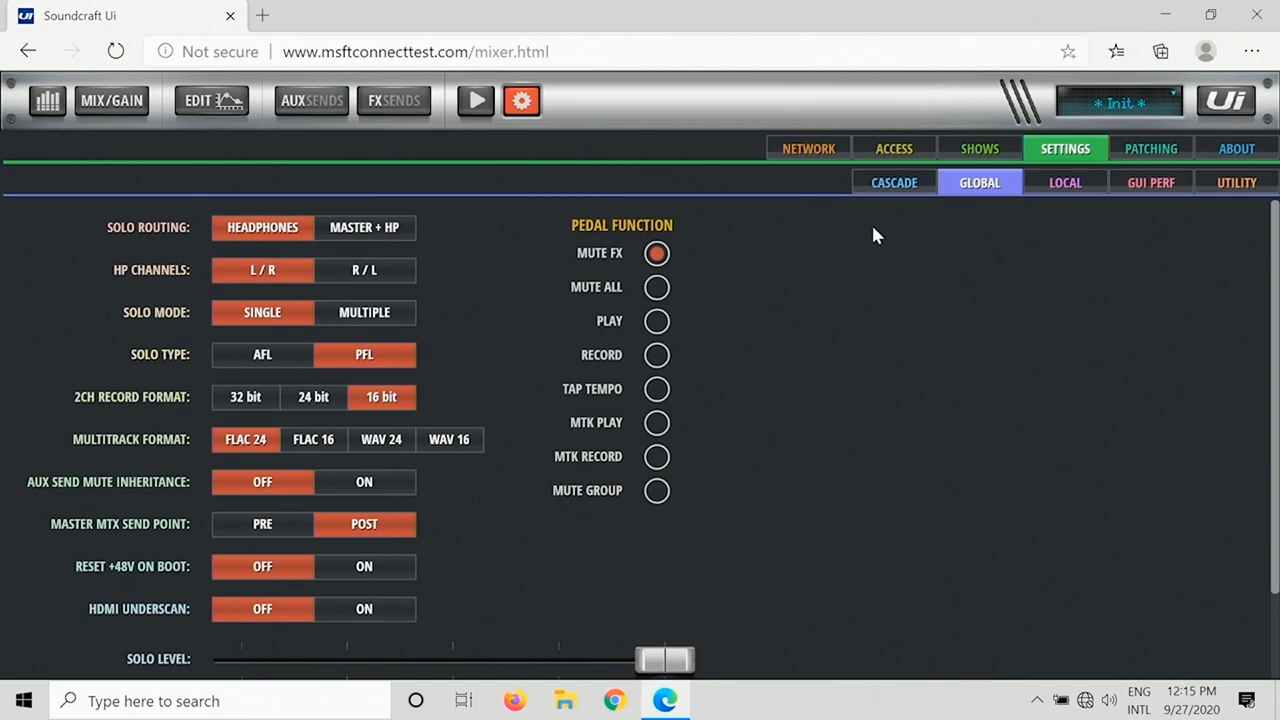 Soundcraft Ui
Not secure
www.msftconnecttest.com/mixer.html
MIX/GAIN
EDIT
AUXSENDS
FXSENDS
* Init *
Ui
NETWORK
ACCESS
SHOWS
SETTINGS
PATCHING
ABOUT
CASCADE
GLOBAL
LOCAL
GUI PERF
UTILITY
SOLO ROUTING: HEADPHONES MASTER + HP
HP CHANNELS: L / R R / L
SOLO MODE: SINGLE MULTIPLE
SOLO TYPE: AFL PFL
2CH RECORD FORMAT: 32 bit 24 bit 16 bit
MULTITRACK FORMAT: FLAC 24 FLAC 16 WAV 24 WAV 16
AUX SEND MUTE INHERITANCE: OFF ON
MASTER MTX SEND POINT: PRE POST
RESET +48V ON BOOT: OFF ON
HDMI UNDERSCAN: OFF ON
SOLO LEVEL:
PEDAL FUNCTION
MUTE FX
MUTE ALL
PLAY
RECORD
TAP TEMPO
MTK PLAY
MTK RECORD
MUTE GROUP
Type here to search
ENG
INTL
12:15 PM
9/27/2020